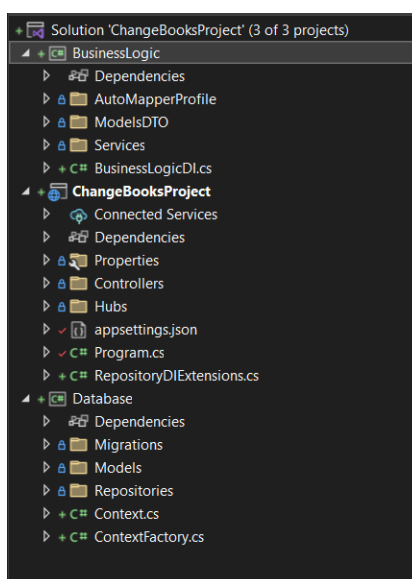 Solution 'ChangeBooksProject' (3 of 3 projects)
C# BusinessLogic
Dependencies
AutoMapperProfile
ModelsDTO
Services
C# BusinessLogicDI.cs
ChangeBooksProject
Connected Services
Dependencies
Properties
Controllers
Hubs
appsettings.json
C# Program.cs
C# RepositoryDIExtensions.cs
C# Database
Dependencies
Migrations
Models
Repositories
C# Context.cs
C# ContextFactory.cs